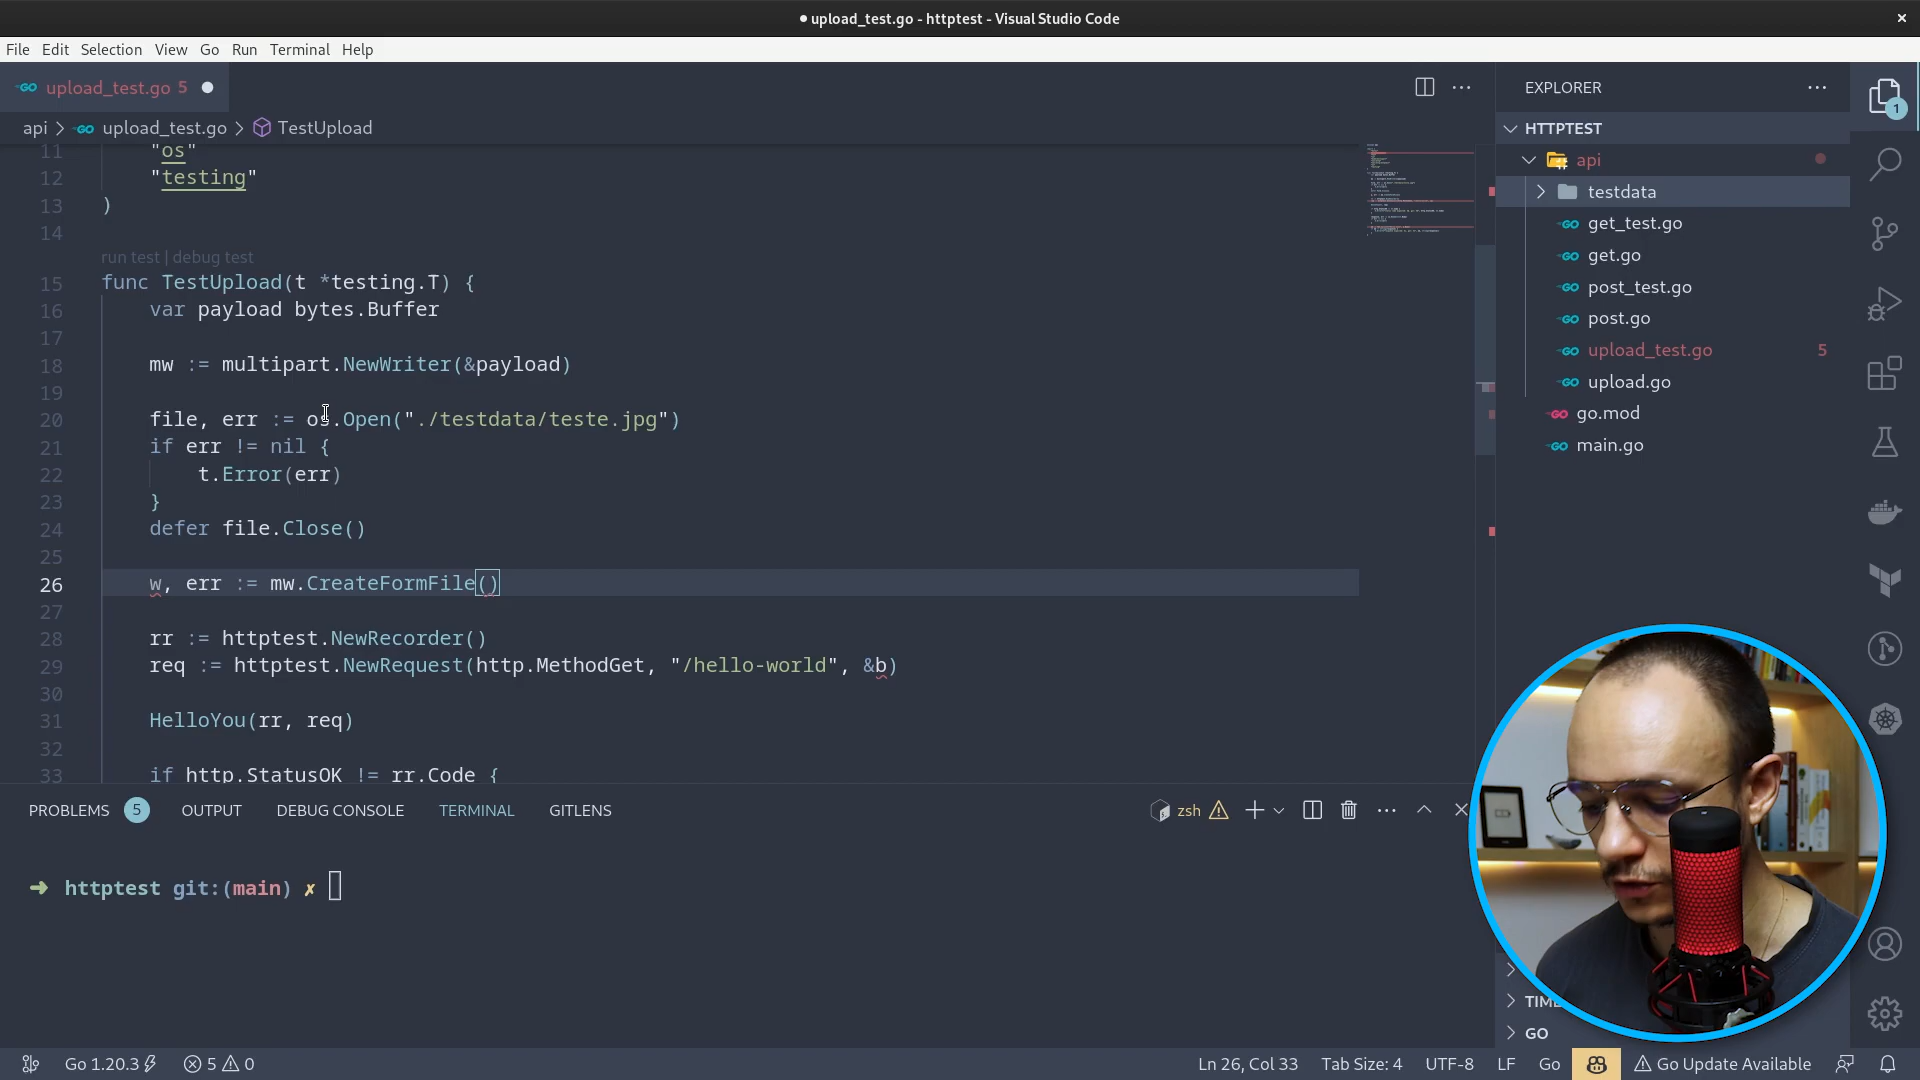 upload_test.go - httptest - Visual Studio Code
File Edit Selection View Go Run Terminal Help
upload_test.go 5
EXPLORER
api > upload_test.go > TestUpload
HTTPTEST
api
testdata
get_test.go
get.go
post_test.go
post.go
upload_test.go 5
upload.go
go.mod
main.go
1
11 "os"
12 "testing"
13 )
14
run test | debug test
15 func TestUpload(t *testing.T) {
16 var payload bytes.Buffer
17
18 mw := multipart.NewWriter(&payload)
19
20 file, err := os.Open("./testdata/teste.jpg")
21 if err != nil {
22 t.Error(err)
23 }
24 defer file.Close()
25
26 w, err := mw.CreateFormFile()
27
28 rr := httptest.NewRecorder()
29 req := httptest.NewRequest(http.MethodGet, "/hello-world", &b)
30
31 HelloYou(rr, req)
32
33 if http.StatusOK != rr.Code {
PROBLEMS 5 OUTPUT DEBUG CONSOLE TERMINAL GITLENS
zsh
➜ httptest git:(main) ✗
GO
Go 1.20.3 5 0
Ln 26, Col 33 Tab Size: 4 UTF-8 LF Go Go Update Available